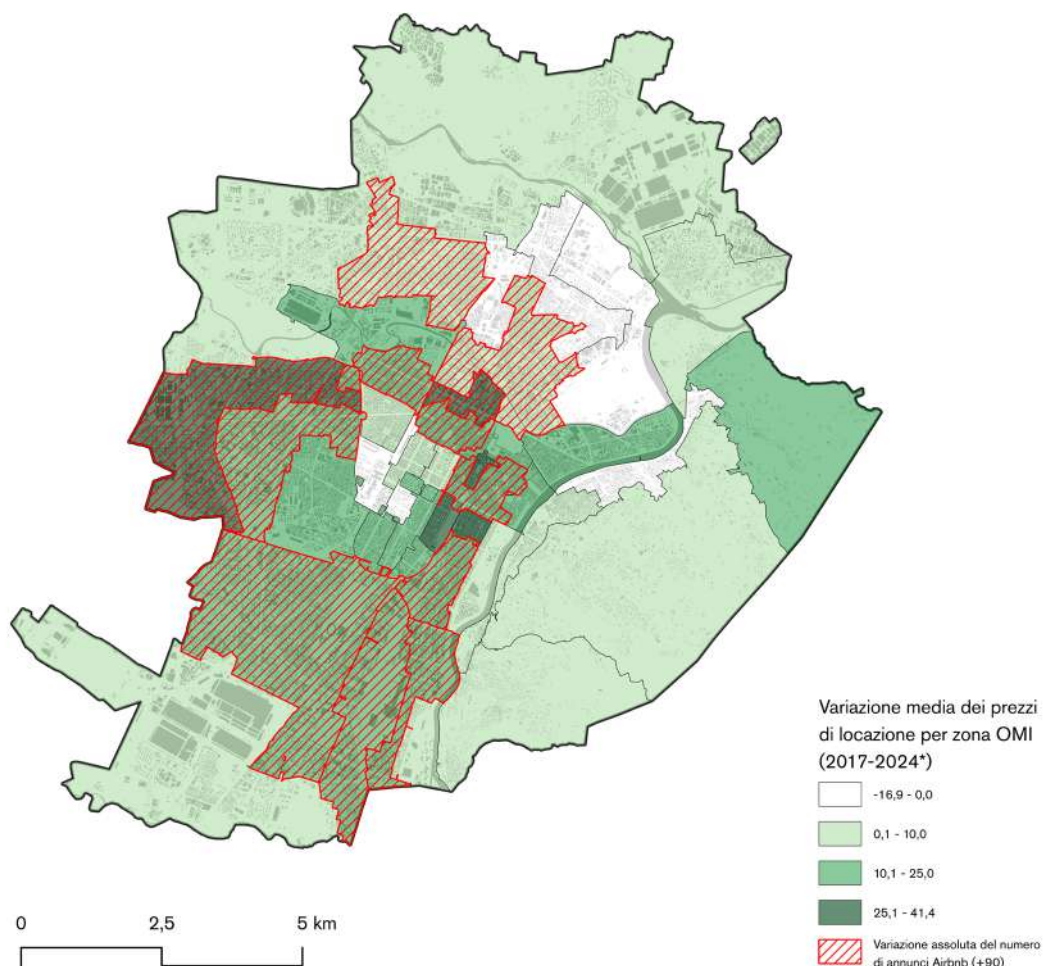 Variazione media dei prezzi
di locazione per zona OMI
(2017-2024*)
-16,9 - 0,0
0,1 - 10,0
10,1 - 25,0
25,1 - 41,4
Variazione assoluta del numero
di annunci Airbnb (+90)
0 2,5 5 km